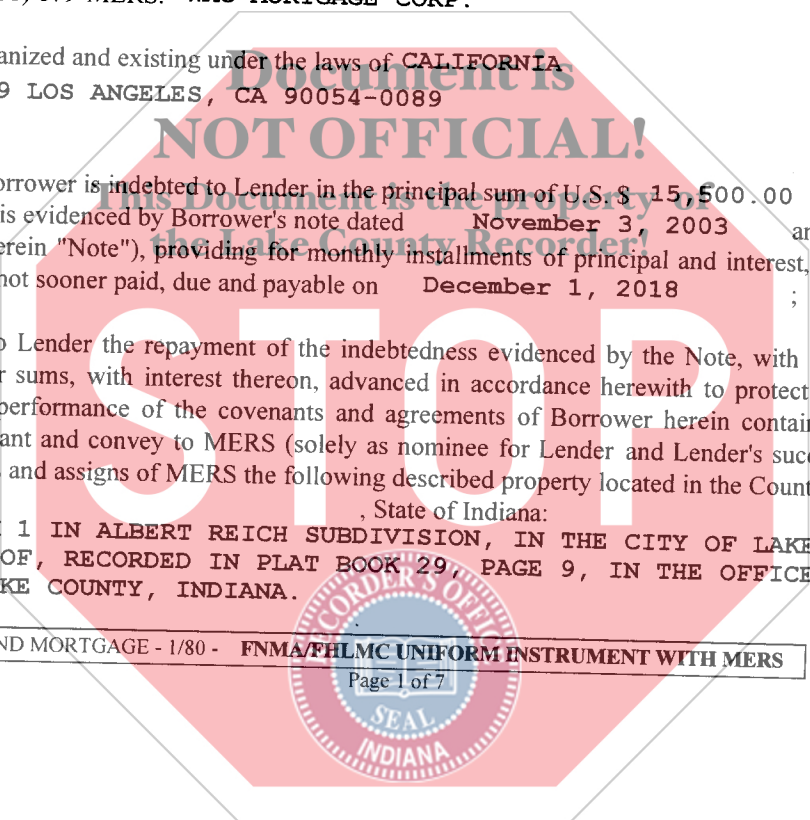 MERS. WMC MORTGAGE CORP.
anized and existing under the laws of CALIFORNIA
9 LOS ANGELES, CA 90054-0089
Document is
NOT OFFICIAL!
orrower is indebted to Lender in the principal sum of U.S. $ 15,500.00
This Document is the property of
is evidenced by Borrower's note dated November 3, 2003 an
the Lake County Recorder!
erein "Note"), providing for monthly installments of principal and interest,
not sooner paid, due and payable on December 1, 2018 ;
o Lender the repayment of the indebtedness evidenced by the Note, with
r sums, with interest thereon, advanced in accordance herewith to protect
performance of the covenants and agreements of Borrower herein contain
ant and convey to MERS (solely as nominee for Lender and Lender's succ
s and assigns of MERS the following described property located in the Count
, State of Indiana:
STOP
1 IN ALBERT REICH SUBDIVISION, IN THE CITY OF LAKE
OF, RECORDED IN PLAT BOOK 29, PAGE 9, IN THE OFFICE
KE COUNTY, INDIANA.
ND MORTGAGE - 1/80 - FNMA/FHLMC UNIFORM INSTRUMENT WITH MERS
Page 1 of 7
RECORDER'S OFFICE
SEAL
INDIANA